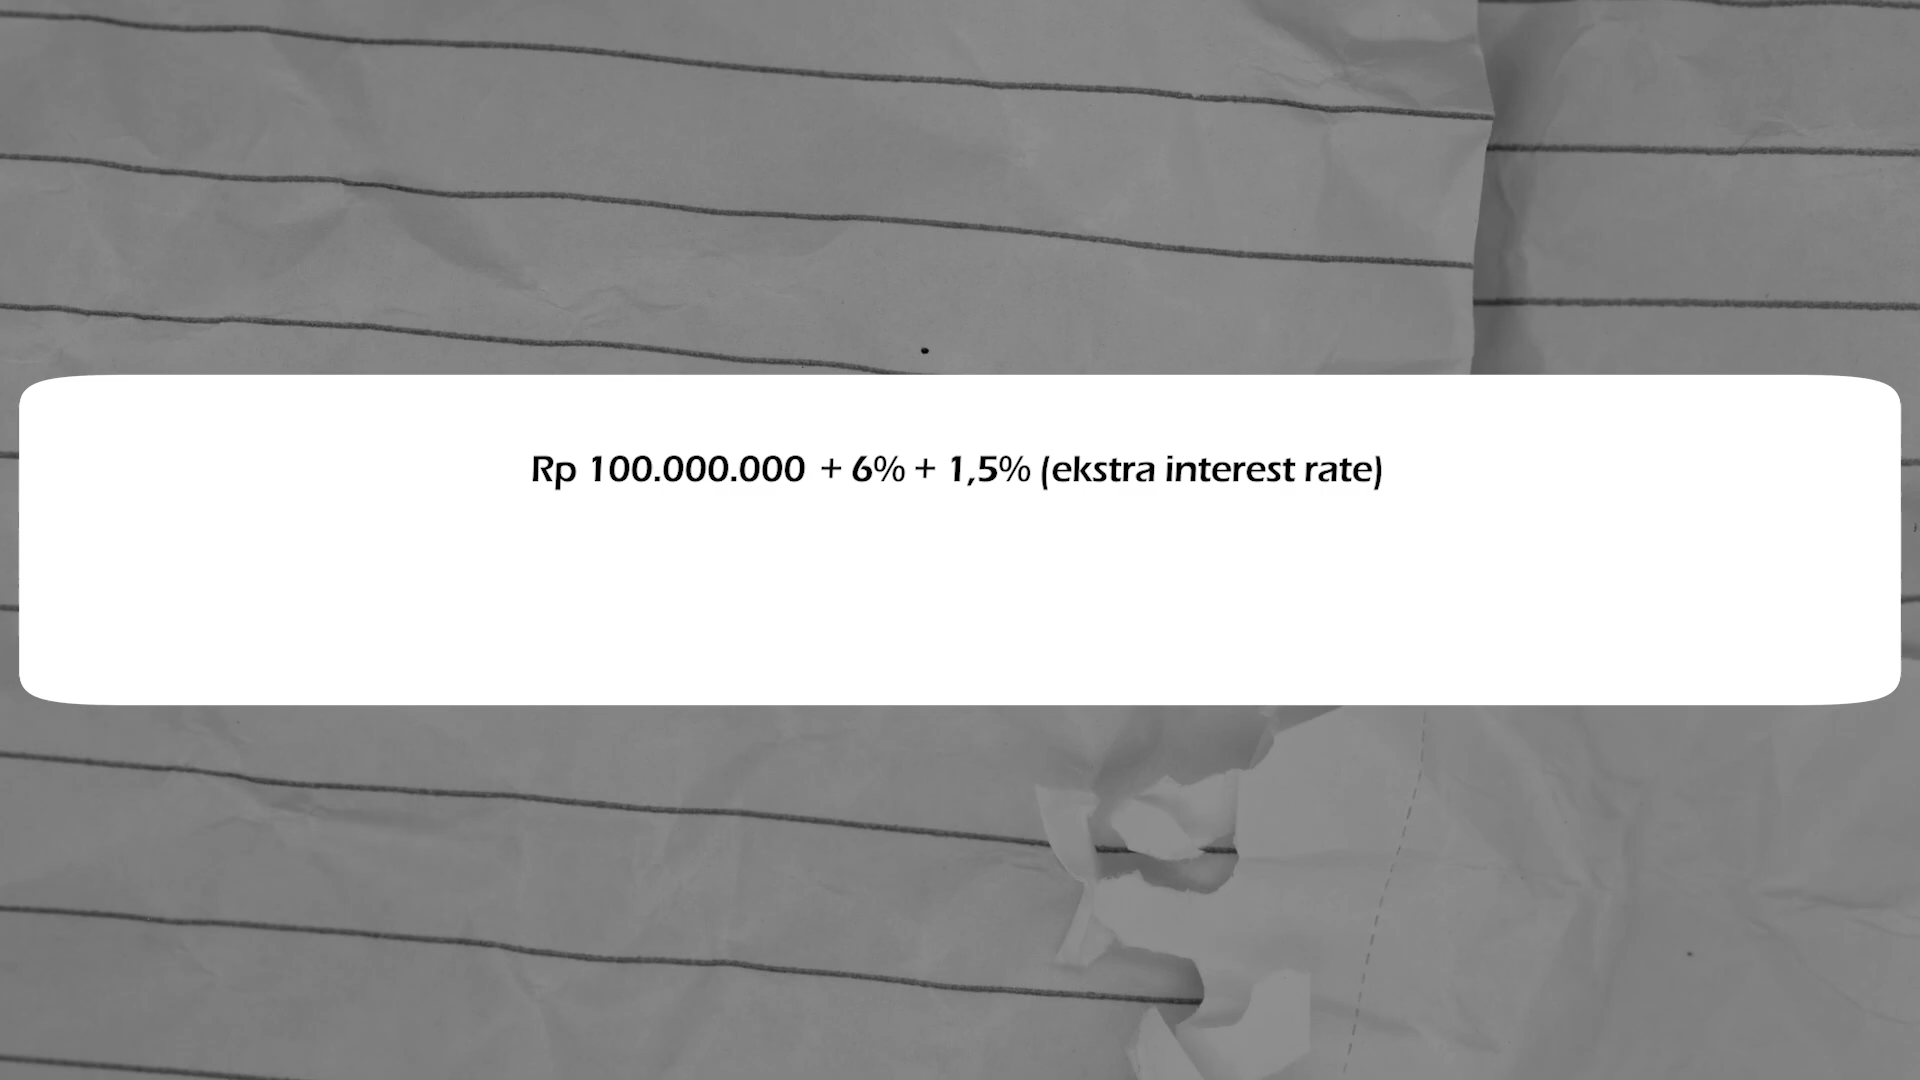 Rp 100.000.000 + 6% + 1,5% (ekstra interest rate)